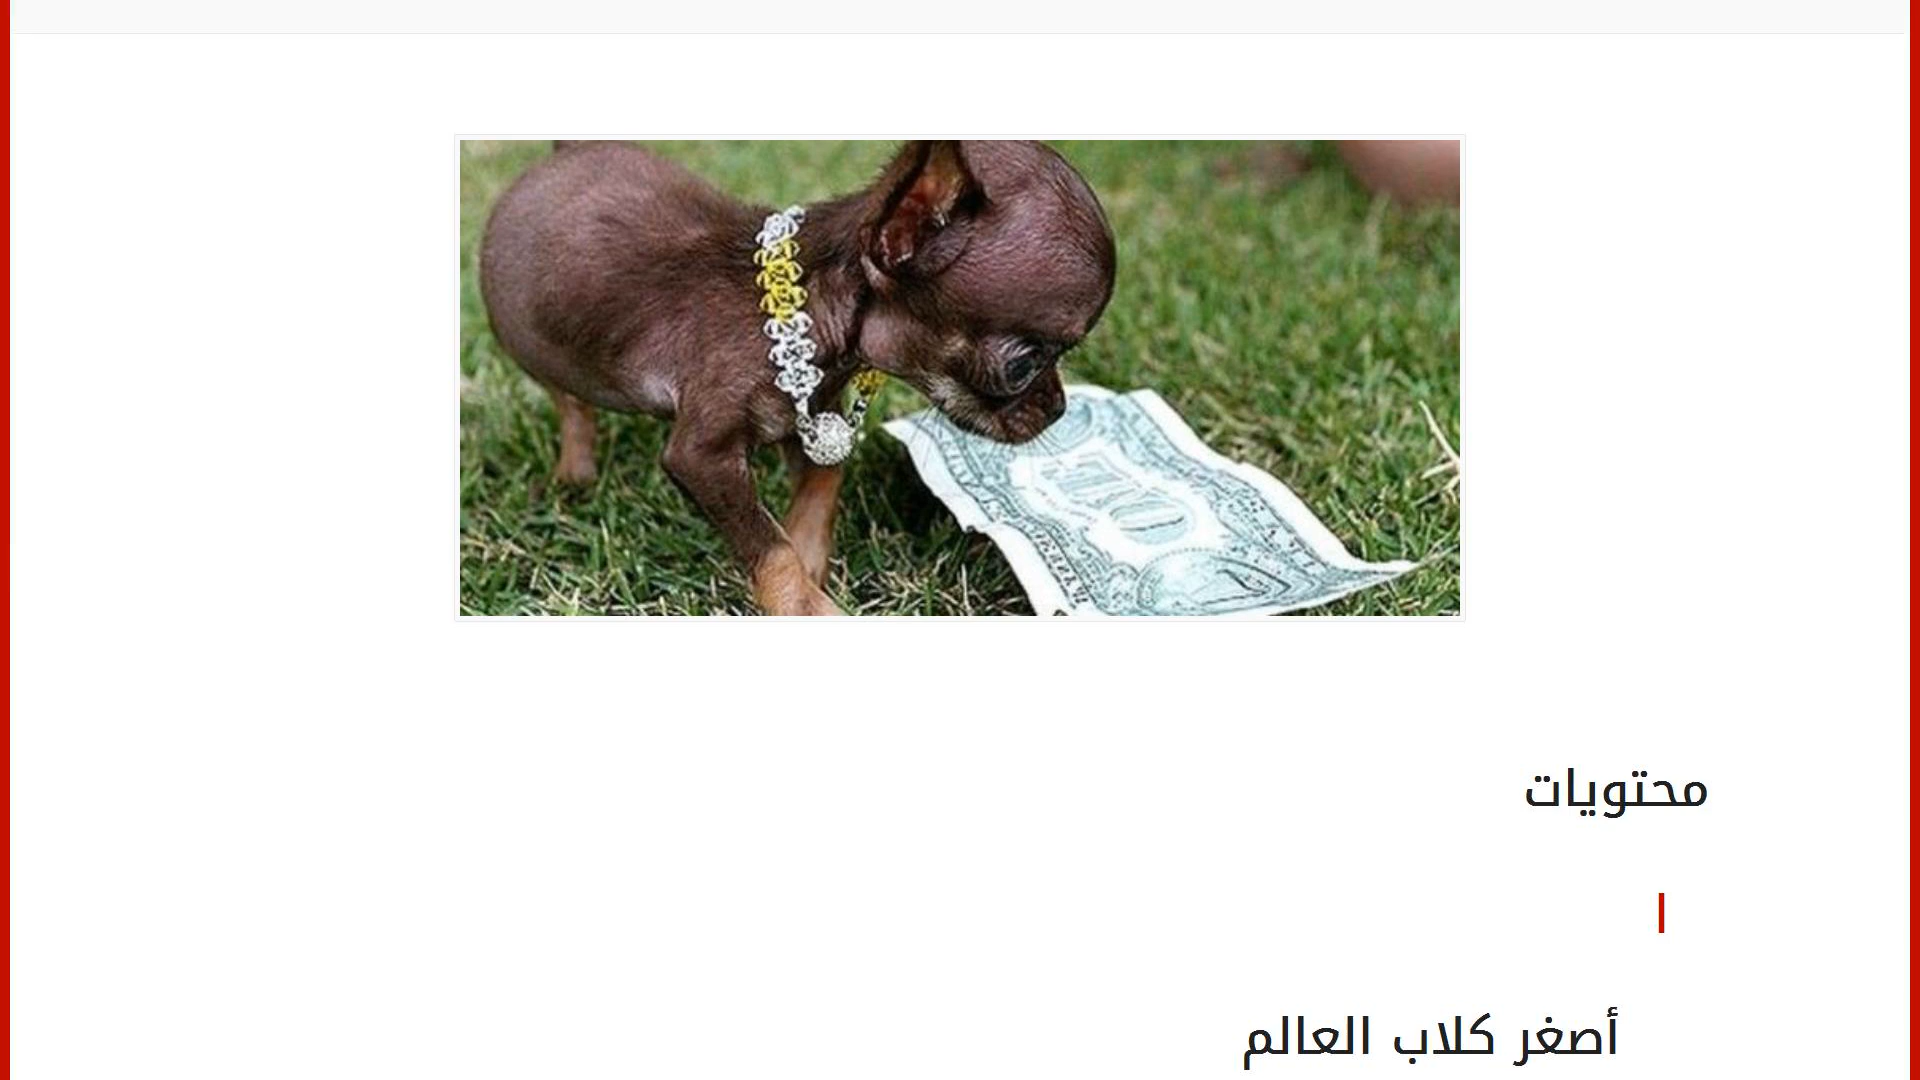 محتويات
ا
أصغر كلاب العالم